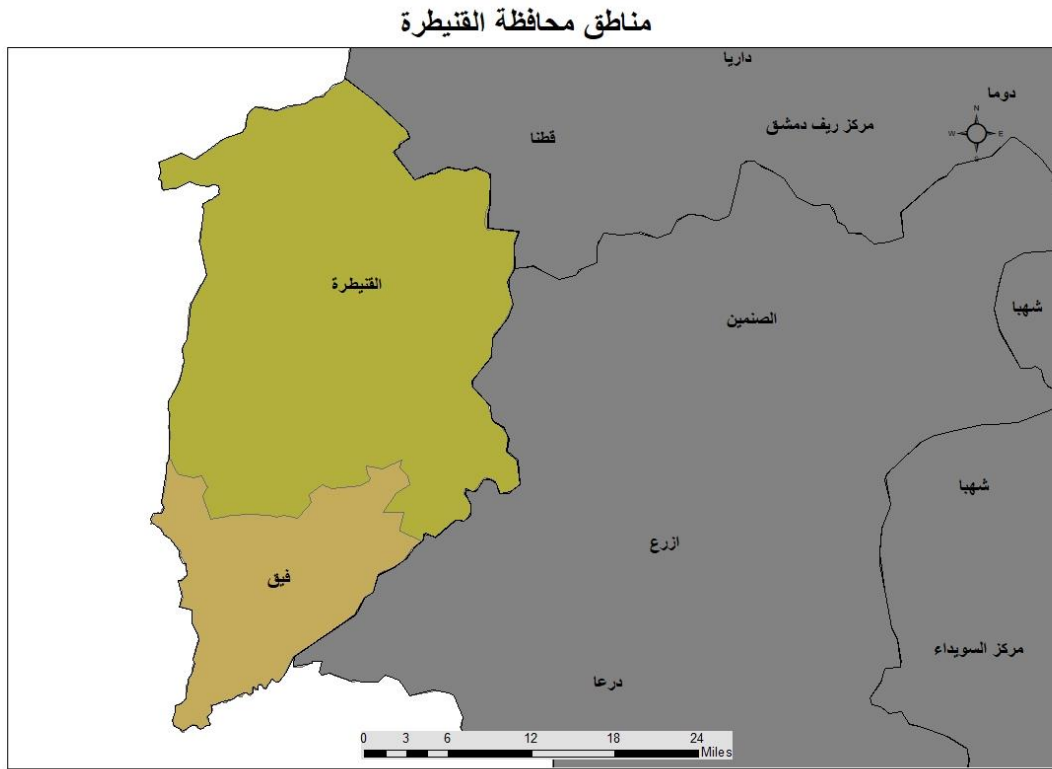 مناطق محافظة القنيطرة
داريا
دوما
مركز ريف دمشق
قطنا
N
W E
S
القنيطرة
شهبا
الصنمين
شهبا
ازرع
فيق
مركز السويداء
درعا
0 3 6 12 18 24
Miles